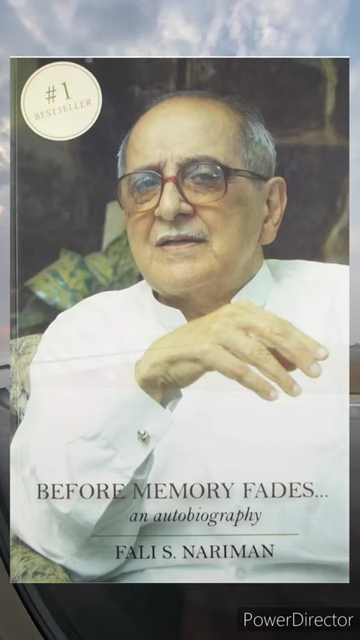 #1
BESTSELLER
BEFORE MEMORY FADES...
an autobiography
FALI S. NARIMAN
PowerDirector